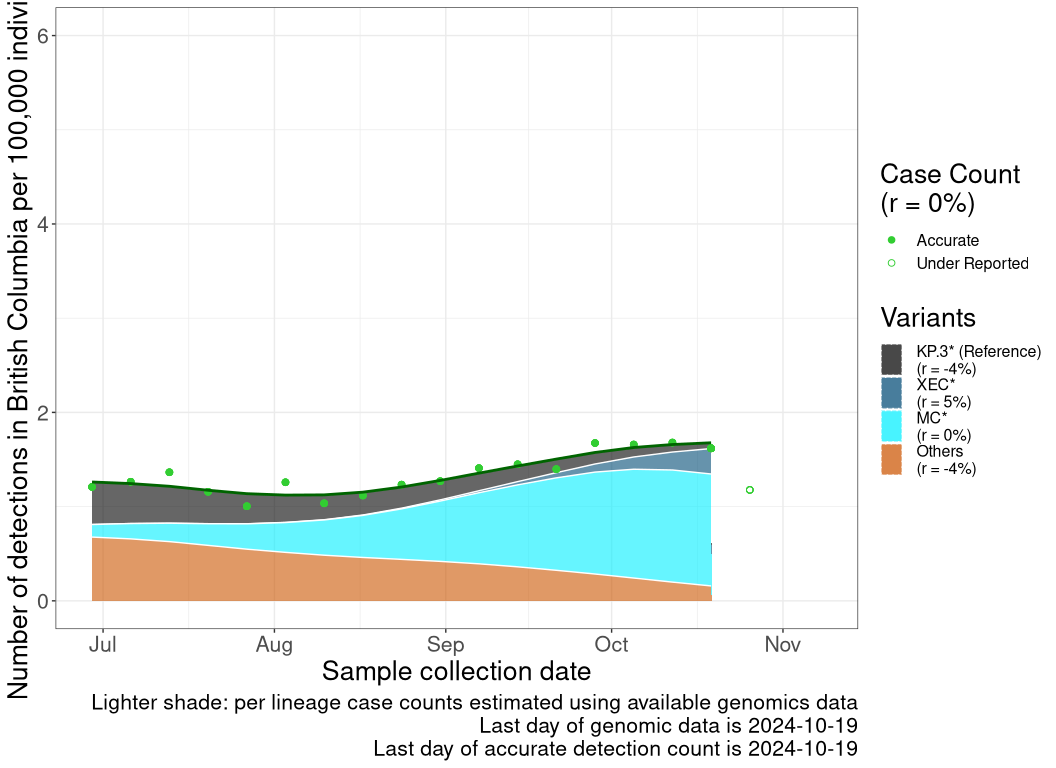 Number of detections in British Columbia per 100,000
6
4
2
0
Jul Aug Sep Oct Nov
Sample collection date
Lighter shade: per lineage case counts estimated using available genomics data
Last day of genomic data is 2024-10-19
Last day of accurate detection count is 2024-10-19
Case Count
(r = 0%)
Accurate
Under Reported
Variants
KP.3* (Reference)
(r = -4%)
XEC*
(r = 5%)
MC*
(r = 0%)
Others
(r = -4%)